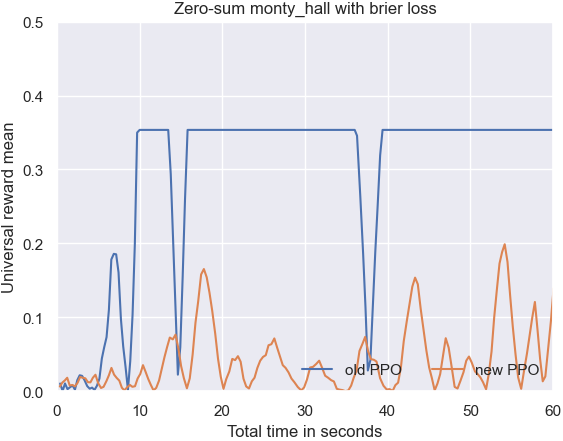 Zero-sum monty_hall with brier loss
Universal reward mean
0.5
0.4
0.3
0.2
0.1
0.0
old PPO
new PPO
0 10 20 30 40 50 60
Total time in seconds